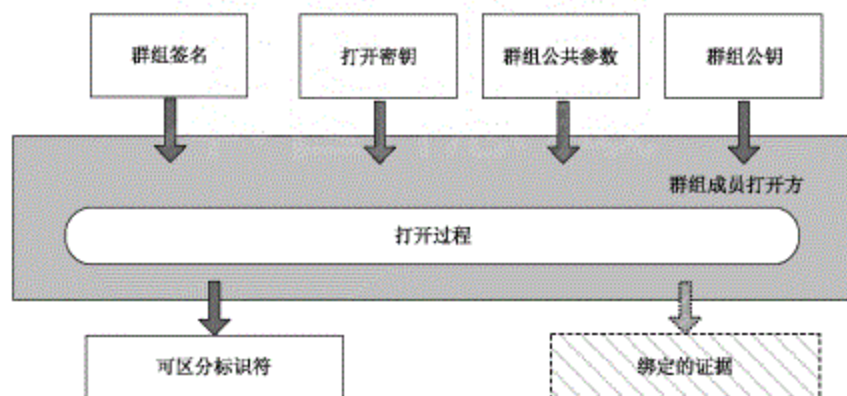 群组签名
打开密钥
群组公共参数
群组公钥
群组成员打开方
打开过程
可区分标识符
绑定的证据